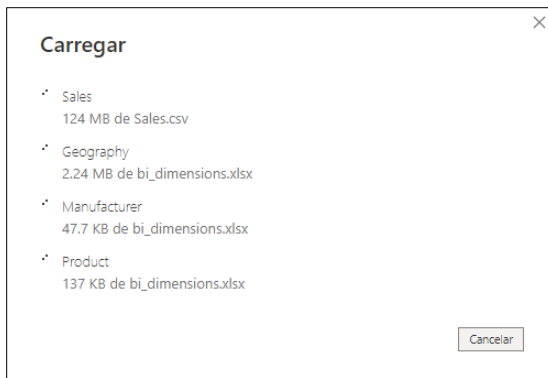 Carregar
Sales
124 MB de Sales.csv
Geography
2.24 MB de bi_dimensions.xlsx
Manufacturer
47.7 KB de bi_dimensions.xlsx
Product
137 KB de bi_dimensions.xlsx
Cancelar